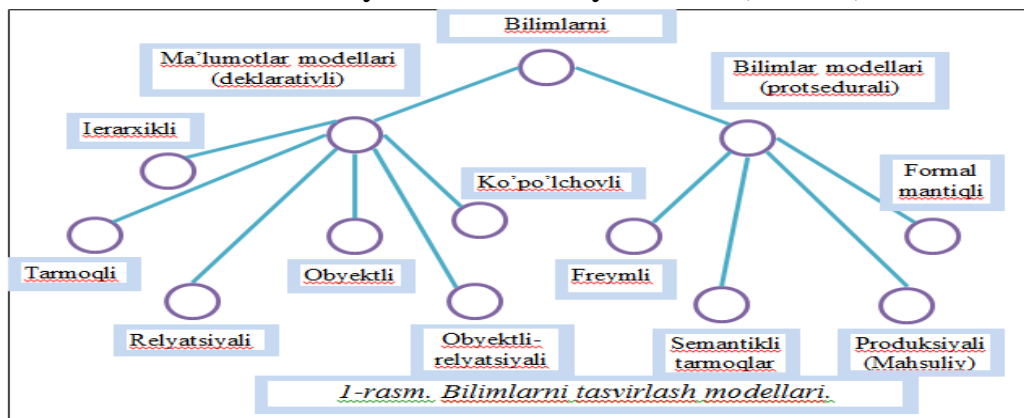 Bilimlarni
Ma’lumotlar modellari
(deklarativli)
Bilimlar modellari
(protsedurali)
Ierarxikli
Ko’po’lchovli
Formal
mantiqli
Tarmoqli
Obyektli
Freymli
Relyatsiyali
Obyektli-
relyatsiyali
Semantikli
tarmoqlar
Produksiyali
(Mahsuliy)
1-rasm. Bilimlarni tasvirlash modellari.